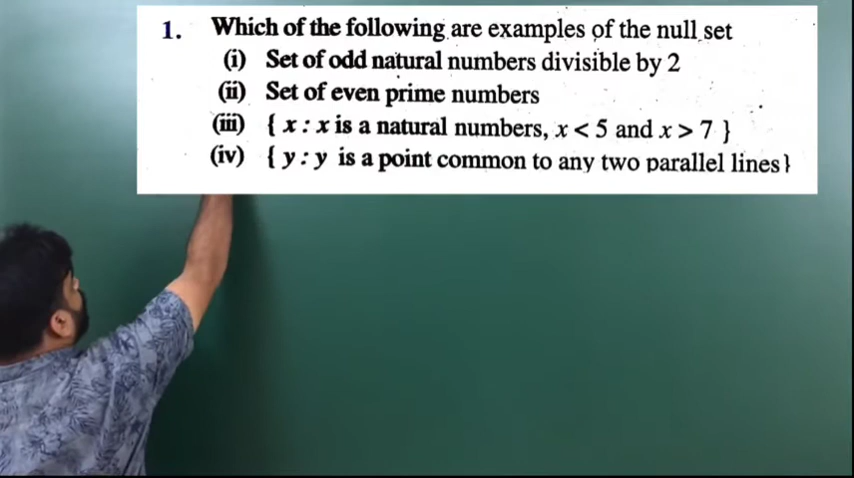 1. Which of the following are examples of the null set
(i) Set of odd natural numbers divisible by 2
(ii) Set of even prime numbers
(iii) { x : x is a natural numbers, x < 5 and x > 7 }
(iv) { y : y is a point common to any two parallel lines}